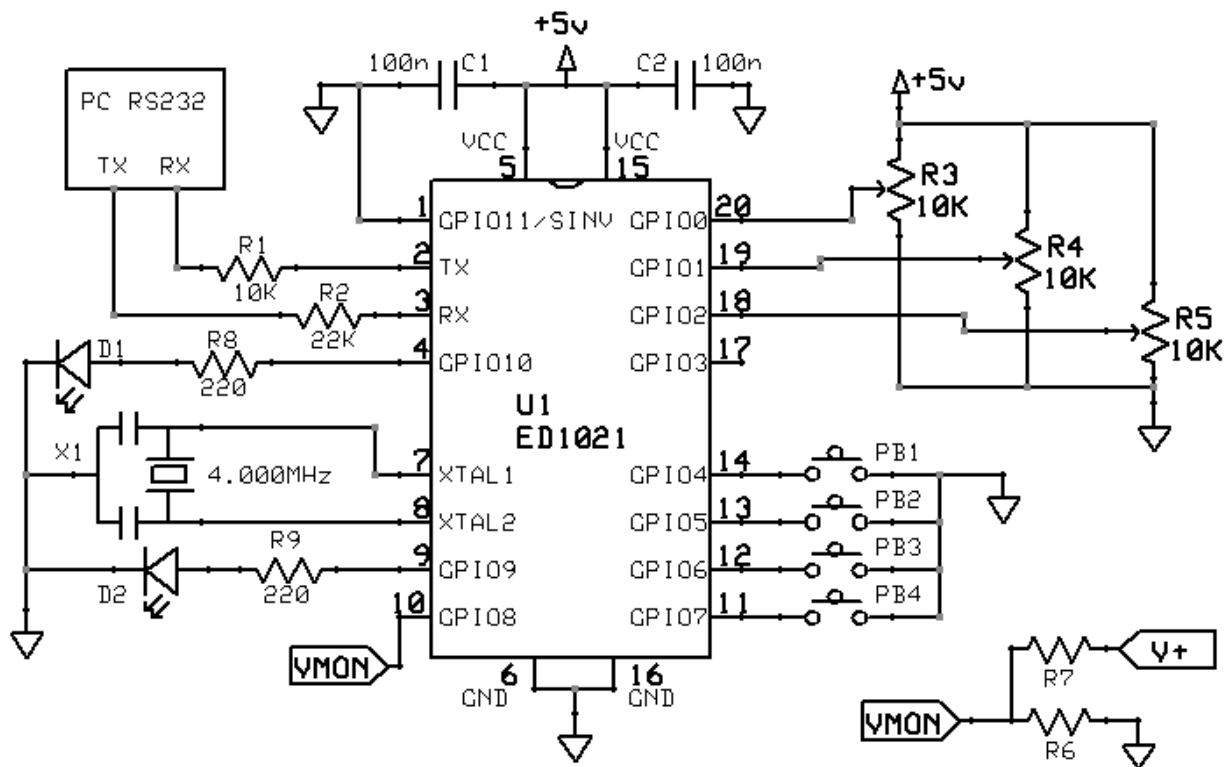 +5v
100n C1 C2 100n
+5v
PC RS232
TX RX
VCC VCC
5 15
1 GPIO11/SINV GPIO0 20
R3
10K
R1
10K
2 TX GPIO1 19
R4
10K
R2
22K
3 RX GPIO2 18
R5
10K
D1 R8
220
4 GPIO10 GPIO3 17
U1
ED1021
X1 4.000MHz
7 XTAL1 GPIO4 14 PB1
8 XTAL2 GPIO5 13 PB2
D2 R9
220
9 GPIO9 GPIO6 12 PB3
10 GPIO8 GPIO7 11 PB4
VMON
6 16
GND GND
V+
R7
VMON
R6